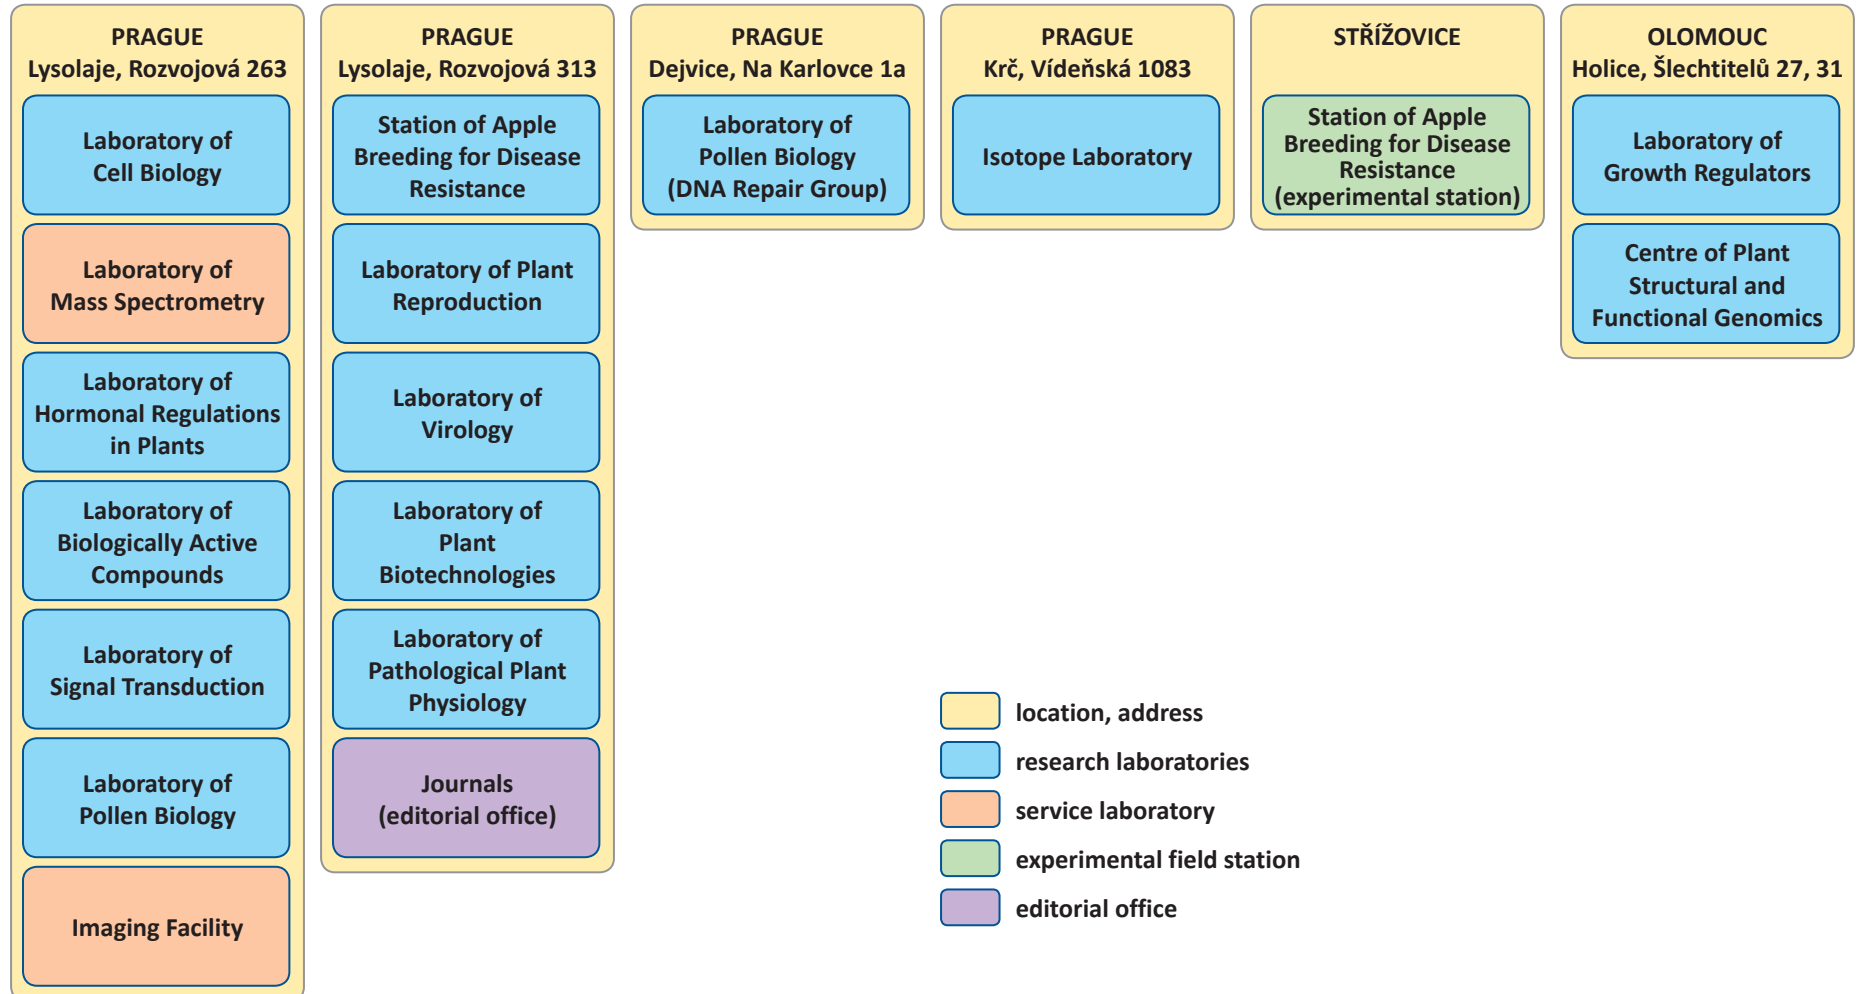 PRAGUE
Lysolaje, Rozvojová 263
Laboratory of
Cell Biology
Laboratory of
Mass Spectrometry
Laboratory of
Hormonal Regulations
in Plants
Laboratory of
Biologically Active
Compounds
Laboratory of
Signal Transduction
Laboratory of
Pollen Biology
Imaging Facility
PRAGUE
Lysolaje, Rozvojová 313
Station of Apple
Breeding for Disease
Resistance
Laboratory of Plant
Reproduction
Laboratory of
Virology
Laboratory of
Plant
Biotechnologies
Laboratory of
Pathological Plant
Physiology
Journals
(editorial office)
PRAGUE
Dejvice, Na Karlovce 1a
Laboratory of
Pollen Biology
(DNA Repair Group)
PRAGUE
Krč, Vídeňská 1083
Isotope Laboratory
STŘÍŽOVICE
Station of Apple
Breeding for Disease
Resistance
(experimental station)
OLOMOUC
Holice, Šlechtitelů 27, 31
Laboratory of
Growth Regulators
Centre of Plant
Structural and
Functional Genomics
location, address
research laboratories
service laboratory
experimental field station
editorial office